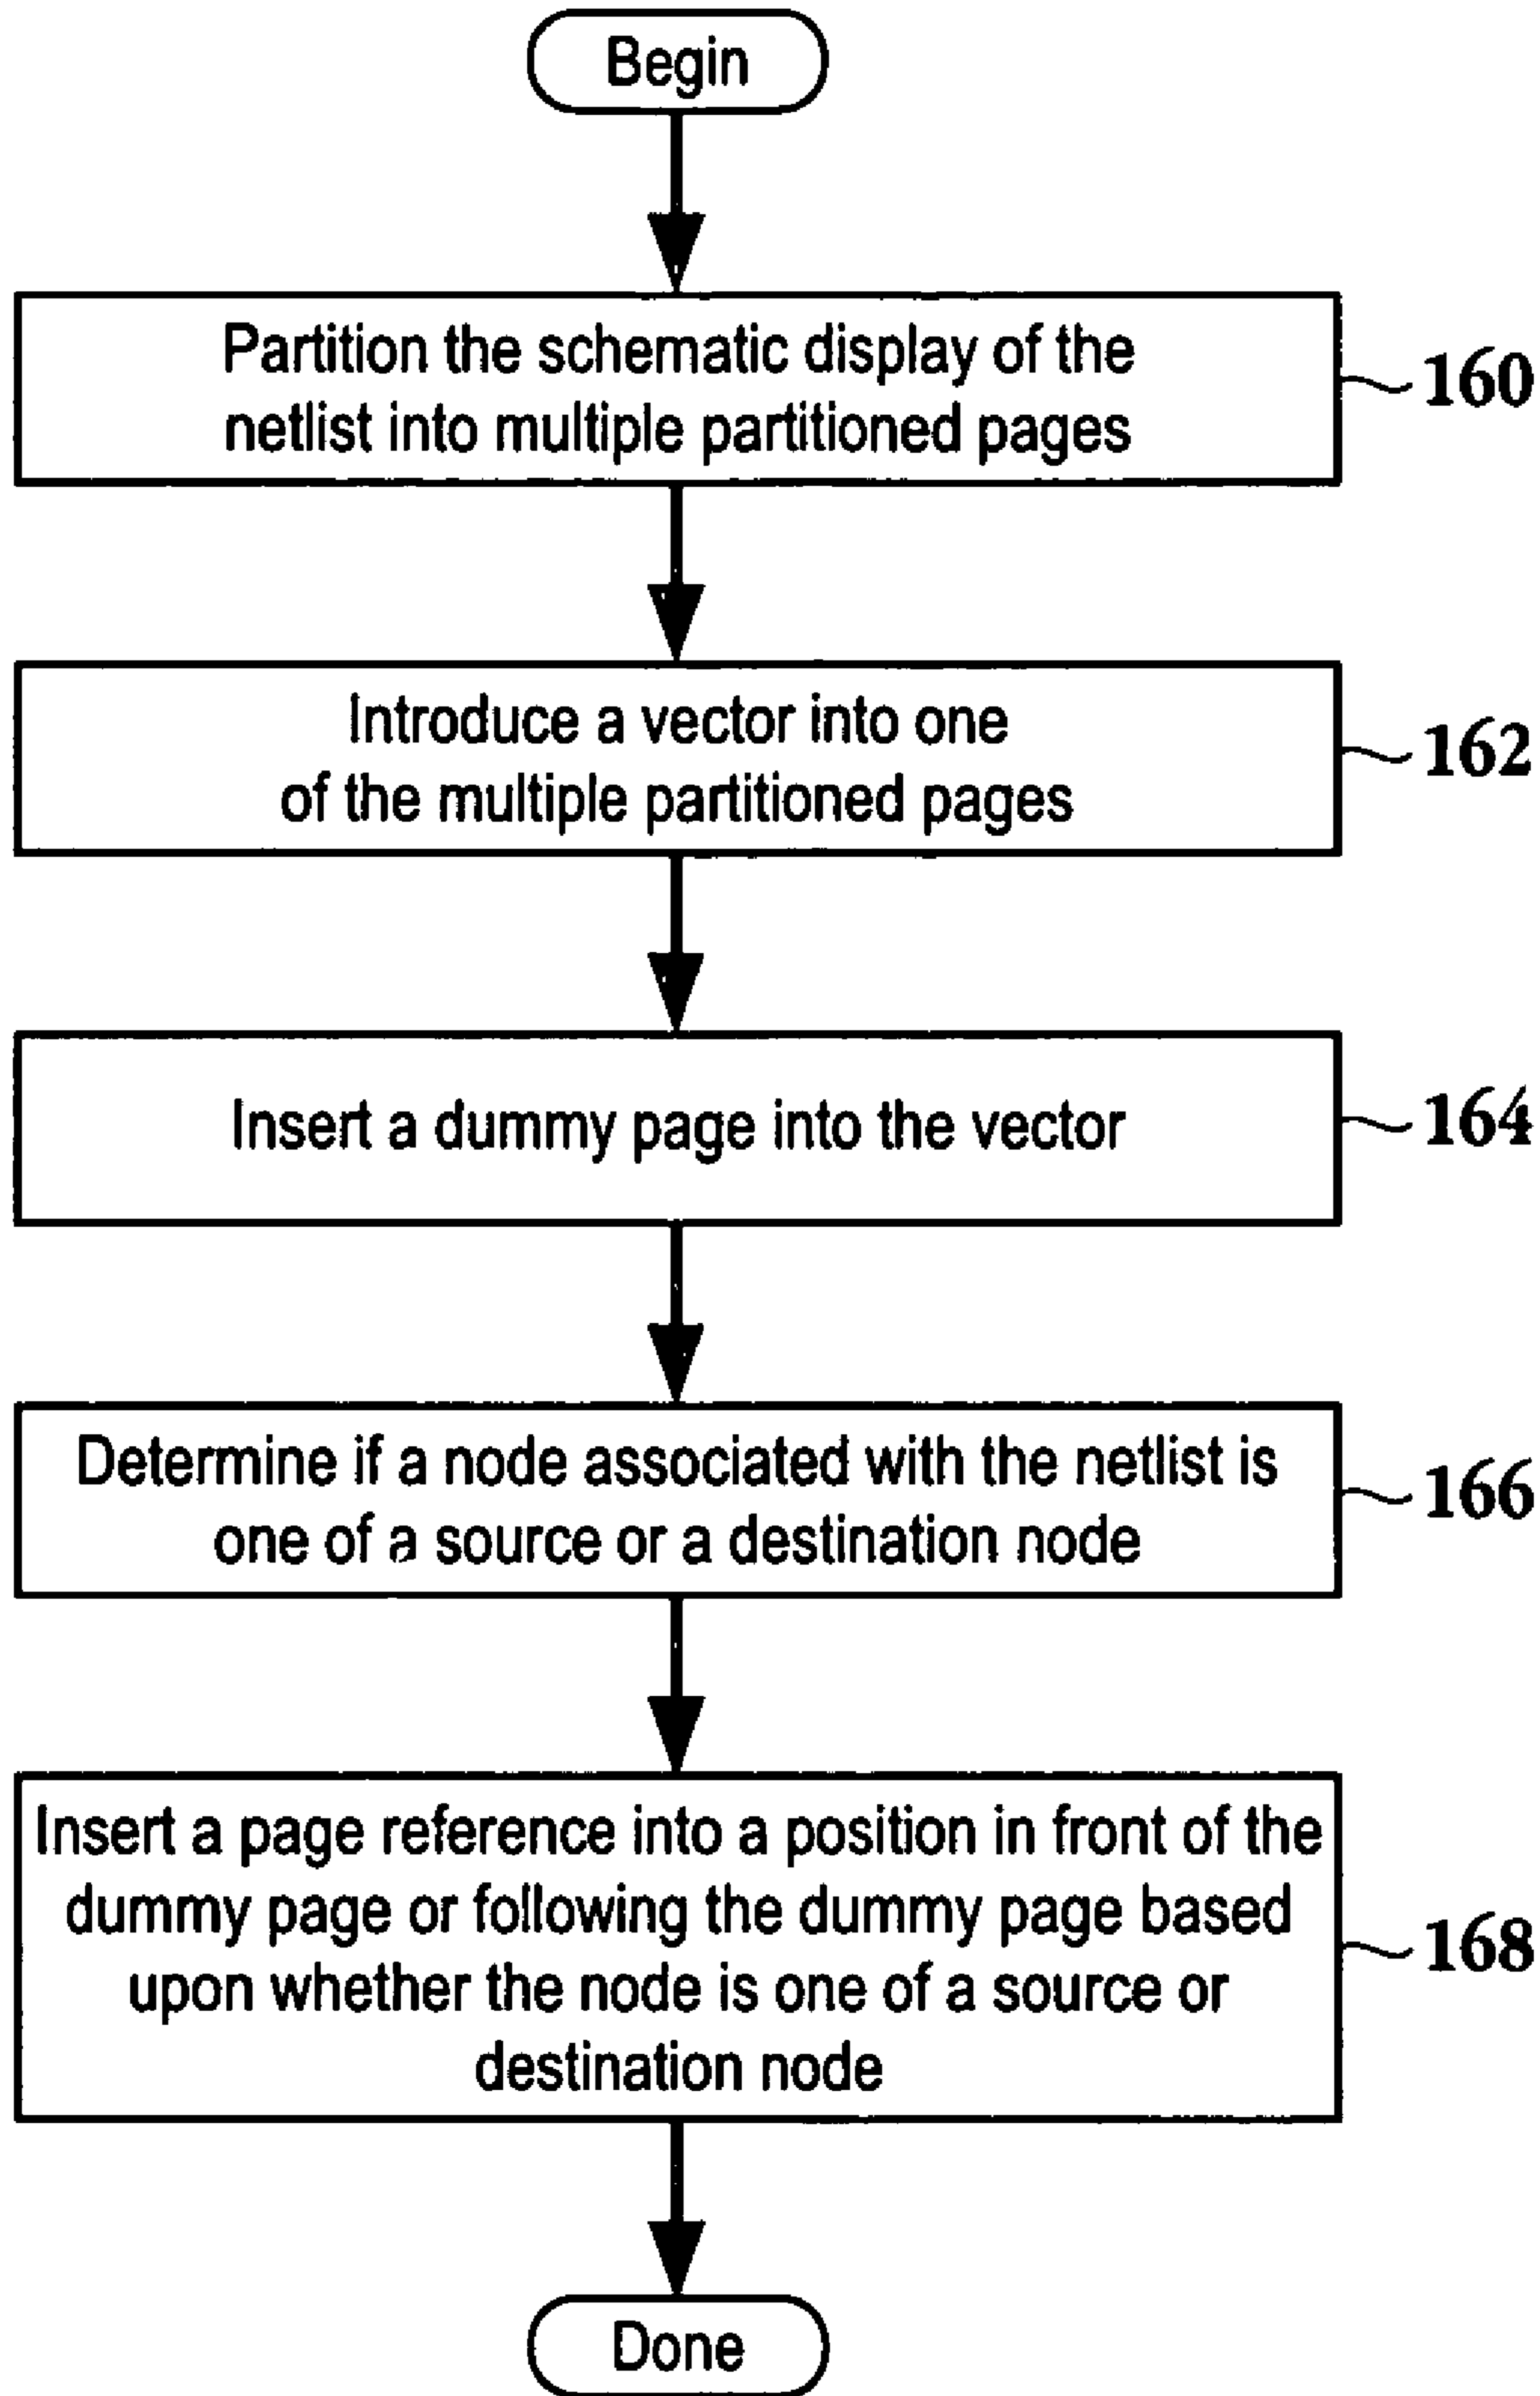 Begin
Partition the schematic display of the
netlist into multiple partitioned pages
160
Introduce a vector into one
of the multiple partitioned pages
162
Insert a dummy page into the vector
164
Determine if a node associated with the netlist is
one of a source or a destination node
166
Insert a page reference into a position in front of the
dummy page or following the dummy page based
upon whether the node is one of a source or
destination node
168
Done